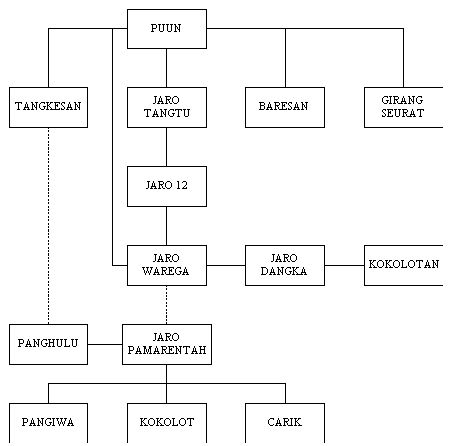 PUUN
TANGKESAN
JARO
TANGTU
BARESAN
GIRANG
SEURAT
JARO 12
JARO
WAREGA
JARO
DANGKA
KOKOLOTAN
PANGHULU
JARO
PAMARENTAH
PANGIWA
KOKOLOT
CARIK